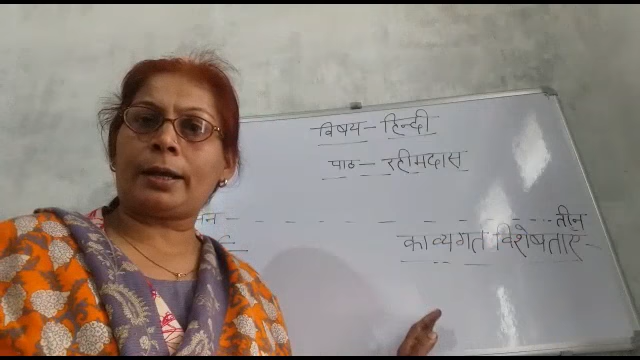 विषय - हिन्दी
पाठ - रहीमदास
तीन
काव्यगत विशेषताएं -